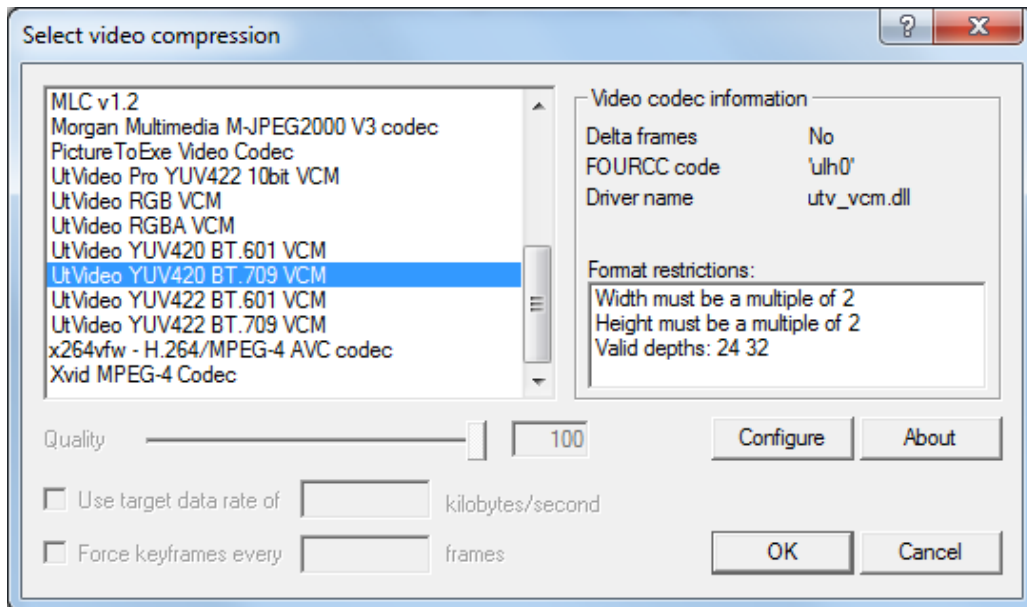 Select video compression
MLC v1.2
Morgan Multimedia M-JPEG2000 V3 codec
PictureToExe Video Codec
UtVideo Pro YUV422 10bit VCM
UtVideo RGB VCM
UtVideo RGBA VCM
UtVideo YUV420 BT.601 VCM
UtVideo YUV420 BT.709 VCM
UtVideo YUV422 BT.601 VCM
UtVideo YUV422 BT.709 VCM
x264vfw - H.264/MPEG-4 AVC codec
Xvid MPEG-4 Codec
Video codec information
Delta frames No
FOURCC code 'ulh0'
Driver name utv_vcm.dll
Format restrictions:
Width must be a multiple of 2
Height must be a multiple of 2
Valid depths: 24 32
Quality 100
Configure About
Use target data rate of kilobytes/second
Force keyframes every frames
OK Cancel